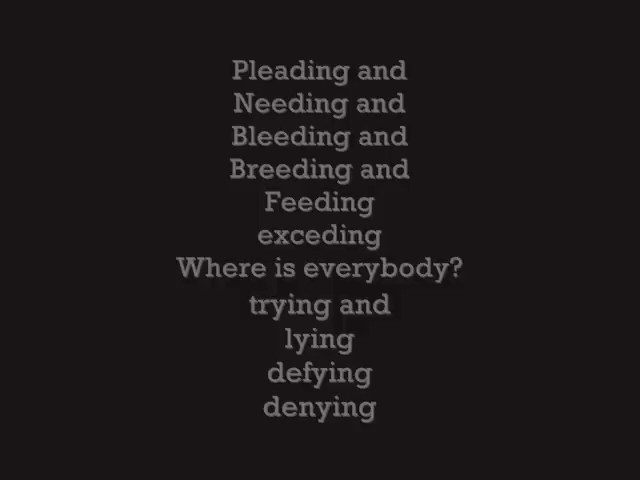 Pleading and
Needing and
Bleeding and
Breeding and
Feeding
exceding
Where is everybody?
trying and
lying
defying
denying